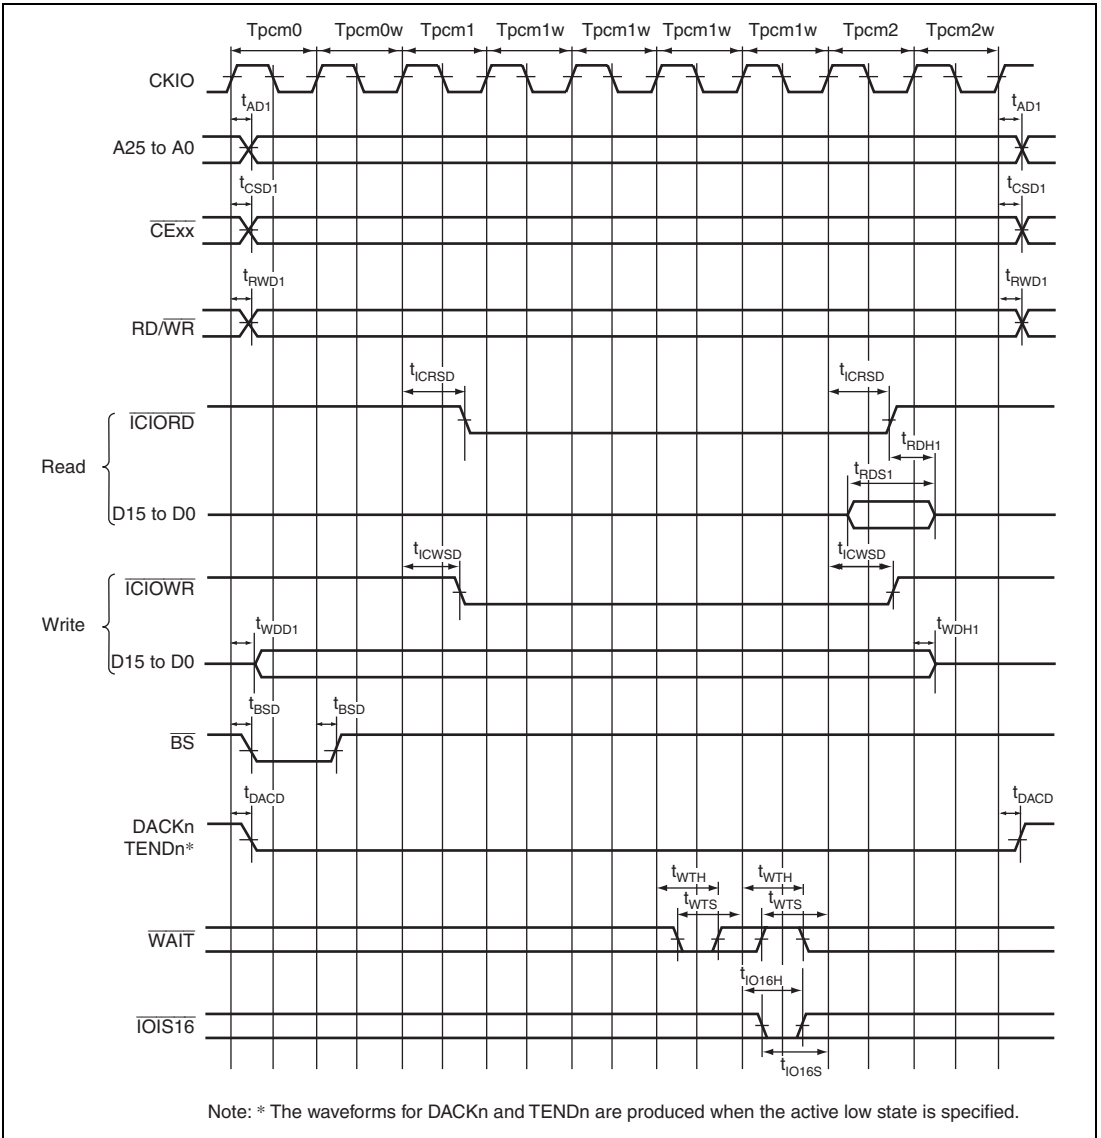 Tpcm0 Tpcm0w Tpcm1 Tpcm1w Tpcm1w Tpcm1w Tpcm1w Tpcm2 Tpcm2w
CKIO
tAD1 tAD1
A25 to A0
tCSD1 tCSD1
CExx
tRWD1 tRWD1
RD/WR
tICRSD tICRSD
ICIORD
tRDH1
Read
tRDS1
D15 to D0
tICWSD tICWSD
ICIOWR
Write
tWDD1 tWDH1
D15 to D0
tBSD tBSD
BS
tDACD tDACD
DACKn
TENDn*
tWTH tWTH
tWTS tWTS
WAIT
tIO16H
IOIS16
tIO16S
Note: * The waveforms for DACKn and TENDn are produced when the active low state is specified.